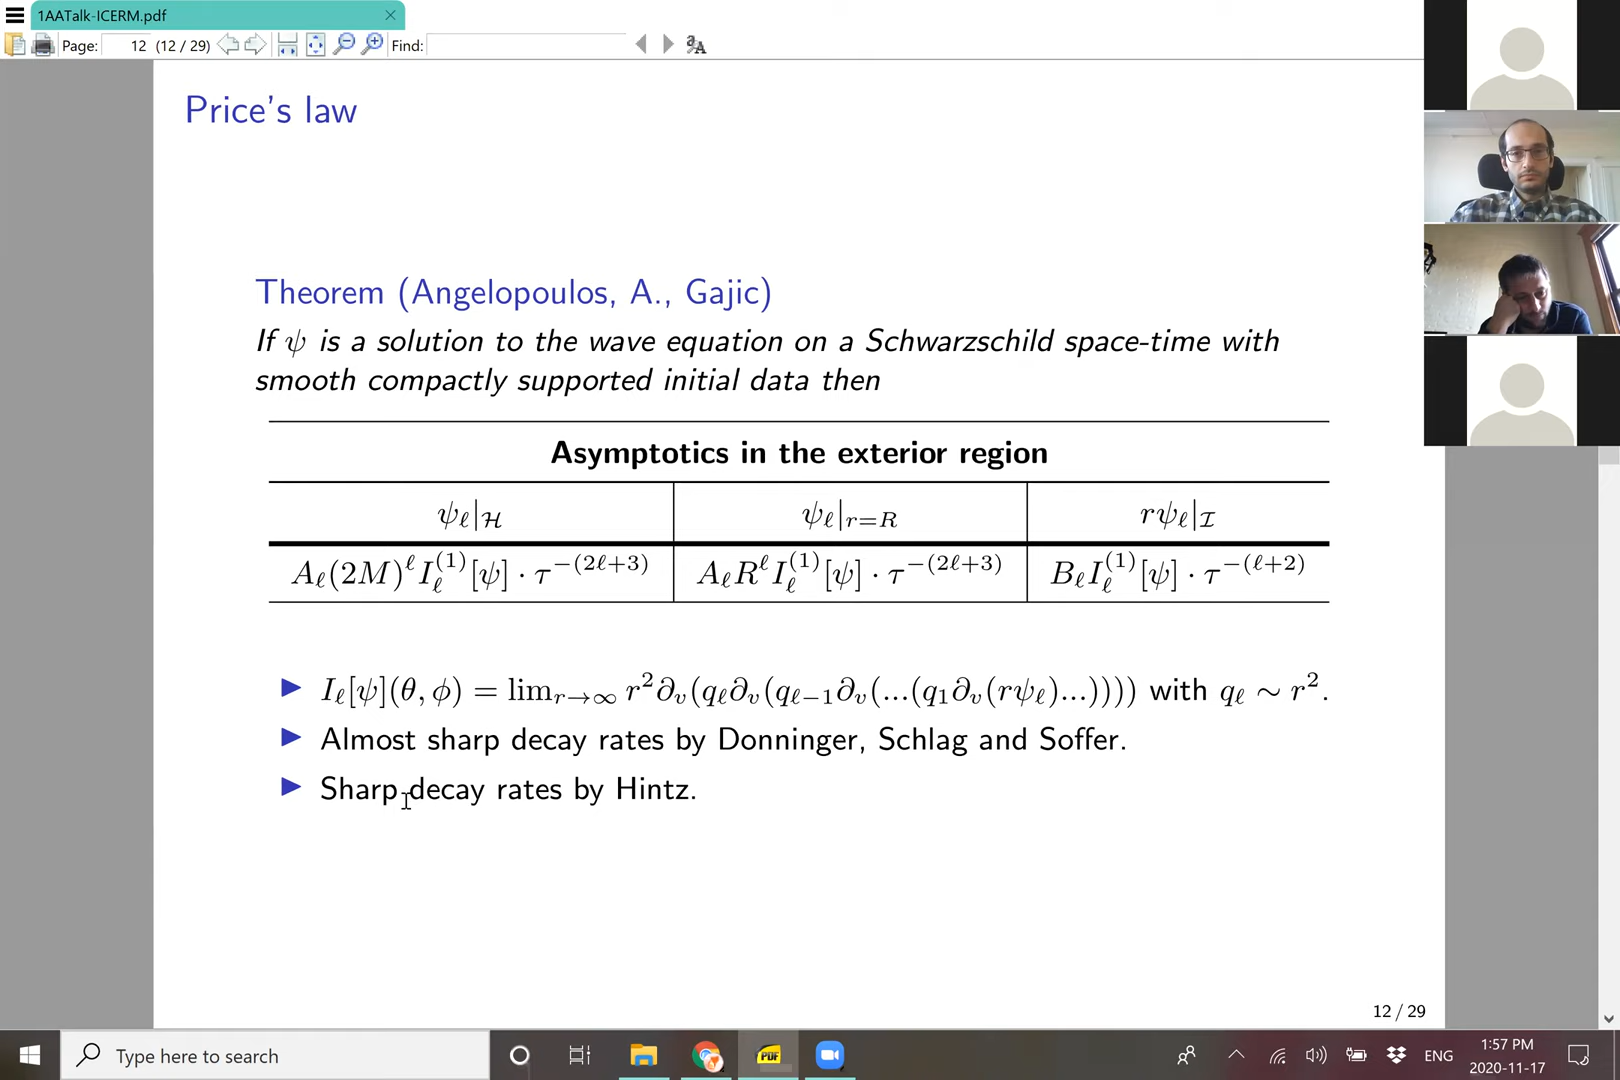 1AATalk-ICERM.pdf
Page: 12 (12 / 29) Find:
Price's law
Theorem (Angelopoulos, A., Gajic)
If ψ is a solution to the wave equation on a Schwarzschild space-time with
smooth compactly supported initial data then
Asymptotics in the exterior region
ψ_ℓ|_ℋ ψ_ℓ|_{r=R} rψ_ℓ|_ℐ
A_ℓ(2M)^ℓ I_ℓ^{(1)}[ψ] · τ^{-(2ℓ+3)} A_ℓR^ℓ I_ℓ^{(1)}[ψ] · τ^{-(2ℓ+3)} B_ℓI_ℓ^{(1)}[ψ] · τ^{-(ℓ+2)}
▶ I_ℓ[ψ](θ, ϕ) = lim_{r→∞} r^2∂_v(q_ℓ∂_v(q_{ℓ-1}∂_v(...(q_1∂_v(rψ_ℓ)...)))) with q_ℓ ∼ r^2.
▶ Almost sharp decay rates by Donninger, Schlag and Soffer.
▶ Sharp decay rates by Hintz.
12 / 29
Type here to search
PDF
ENG
1:57 PM
2020-11-17